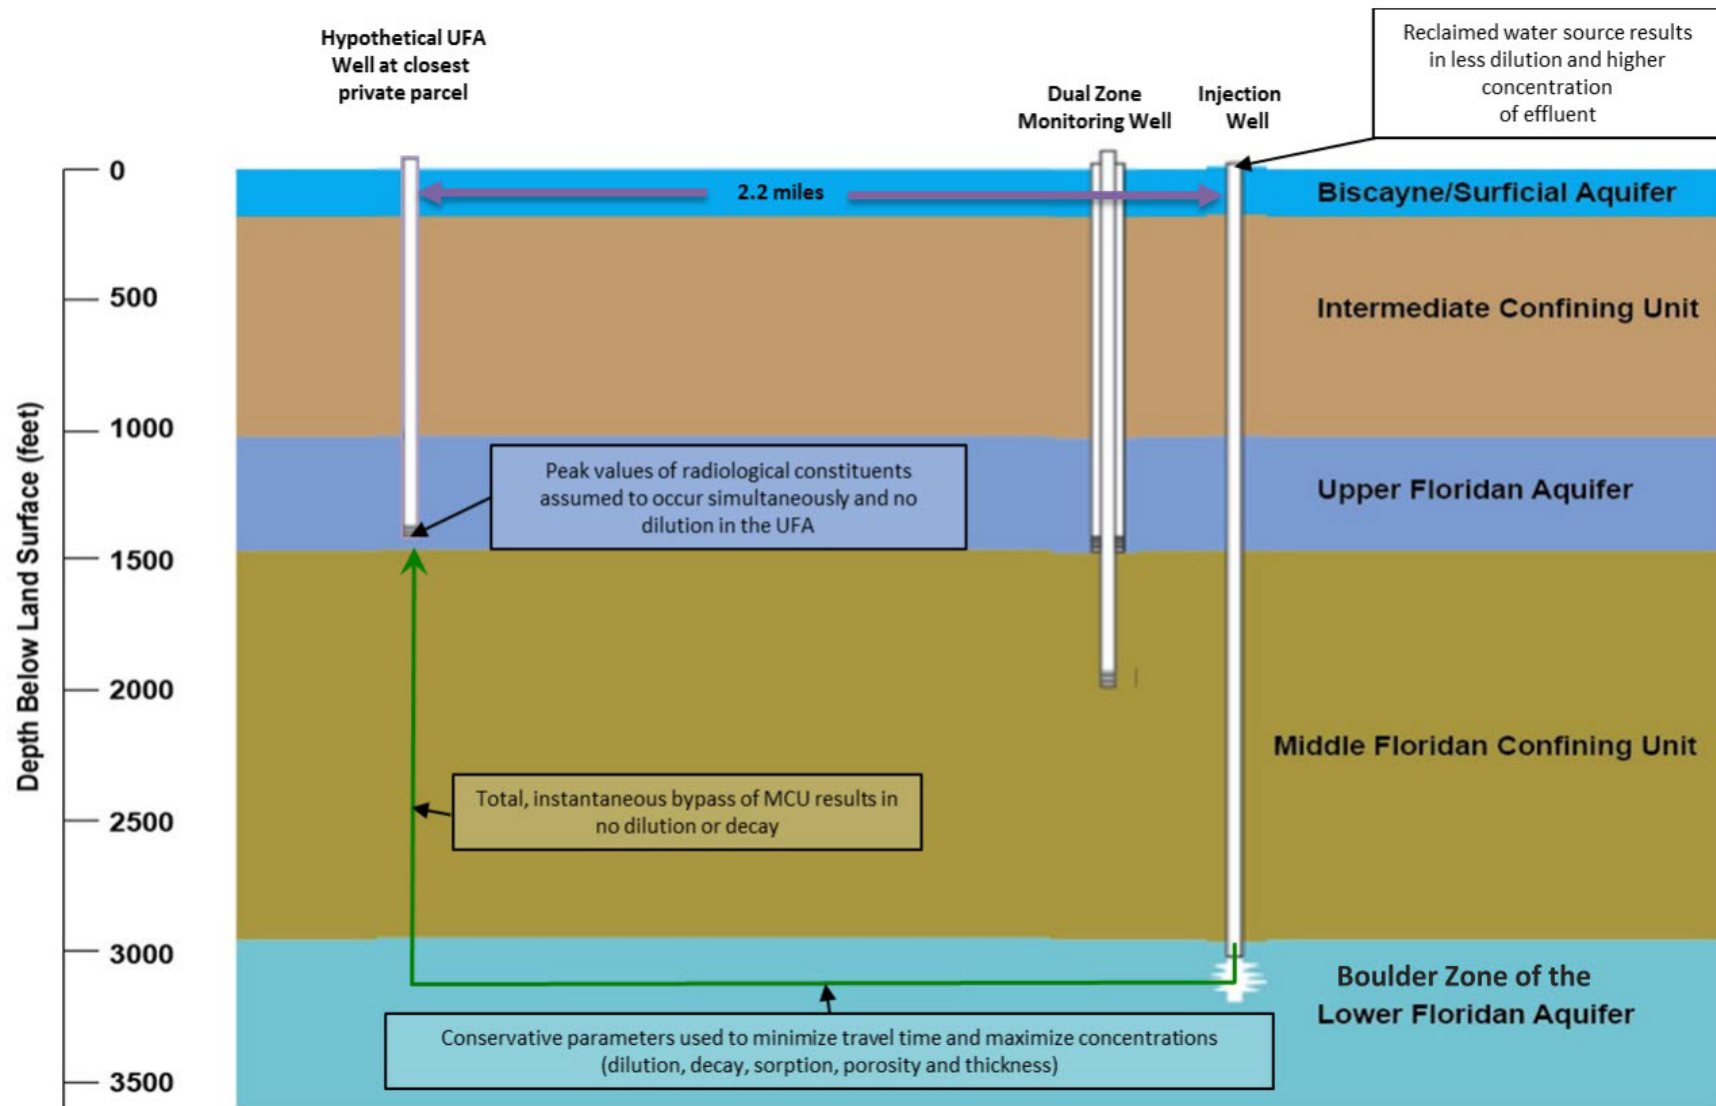 Hypothetical UFA
Well at closest
private parcel
Dual Zone
Monitoring Well
Injection
Well
Reclaimed water source results
in less dilution and higher
concentration
of effluent
0
2.2 miles
Biscayne/Surficial Aquifer
500
Intermediate Confining Unit
1000
Peak values of radiological constituents
assumed to occur simultaneously and no
dilution in the UFA
Upper Floridan Aquifer
1500
Depth Below Land Surface (feet)
2000
Middle Floridan Confining Unit
Total, instantaneous bypass of MCU results in
no dilution or decay
2500
3000
Boulder Zone of the
Lower Floridan Aquifer
Conservative parameters used to minimize travel time and maximize concentrations
(dilution, decay, sorption, porosity and thickness)
3500